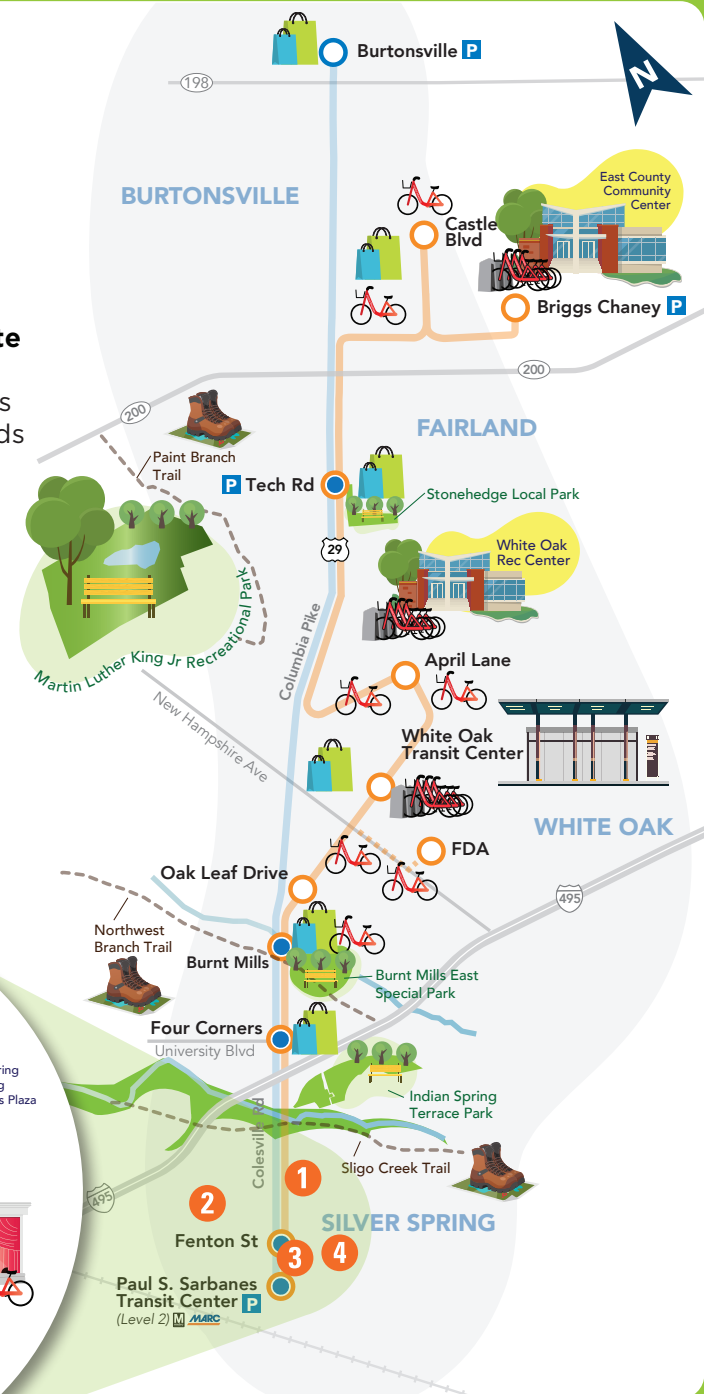 Burtonsville P
N
198
BURTONSVILLE
East County
Community
Center
Castle
Blvd
Briggs Chaney P
te
s
ds
200
200
FAIRLAND
Paint Branch
Trail
P Tech Rd
Stonehedge Local Park
29
White Oak
Rec Center
Martin Luther King Jr Recreational Park
Columbia Pike
April Lane
New Hampshire Ave
White Oak
Transit Center
WHITE OAK
FDA
Oak Leaf Drive
495
Northwest
Branch Trail
Burnt Mills
Burnt Mills East
Special Park
Four Corners
University Blvd
ring
g
s Plaza
Indian Spring
Terrace Park
Colesville Rd
Sligo Creek Trail
495
1
2
SILVER SPRING
Fenton St
3
4
Paul S. Sarbanes
Transit Center P
(Level 2) M MARC